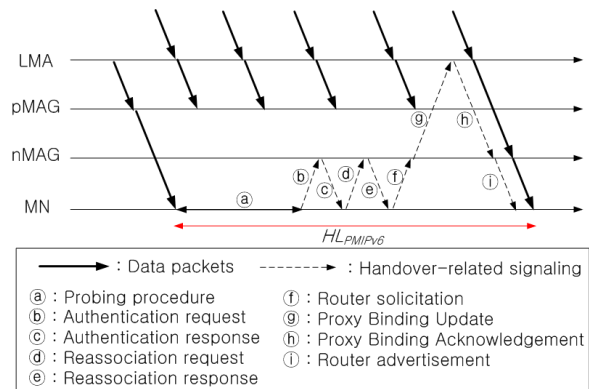 LMA
pMAG
nMAG
MN
ⓐ
ⓑ
ⓒ
ⓓ
ⓔ
ⓕ
ⓖ
ⓗ
ⓘ
HL_PMIPv6
: Data packets
: Handover-related signaling
ⓐ : Probing procedure
ⓑ : Authentication request
ⓒ : Authentication response
ⓓ : Reassociation request
ⓔ : Reassociation response
ⓕ : Router solicitation
ⓖ : Proxy Binding Update
ⓗ : Proxy Binding Acknowledgement
ⓘ : Router advertisement